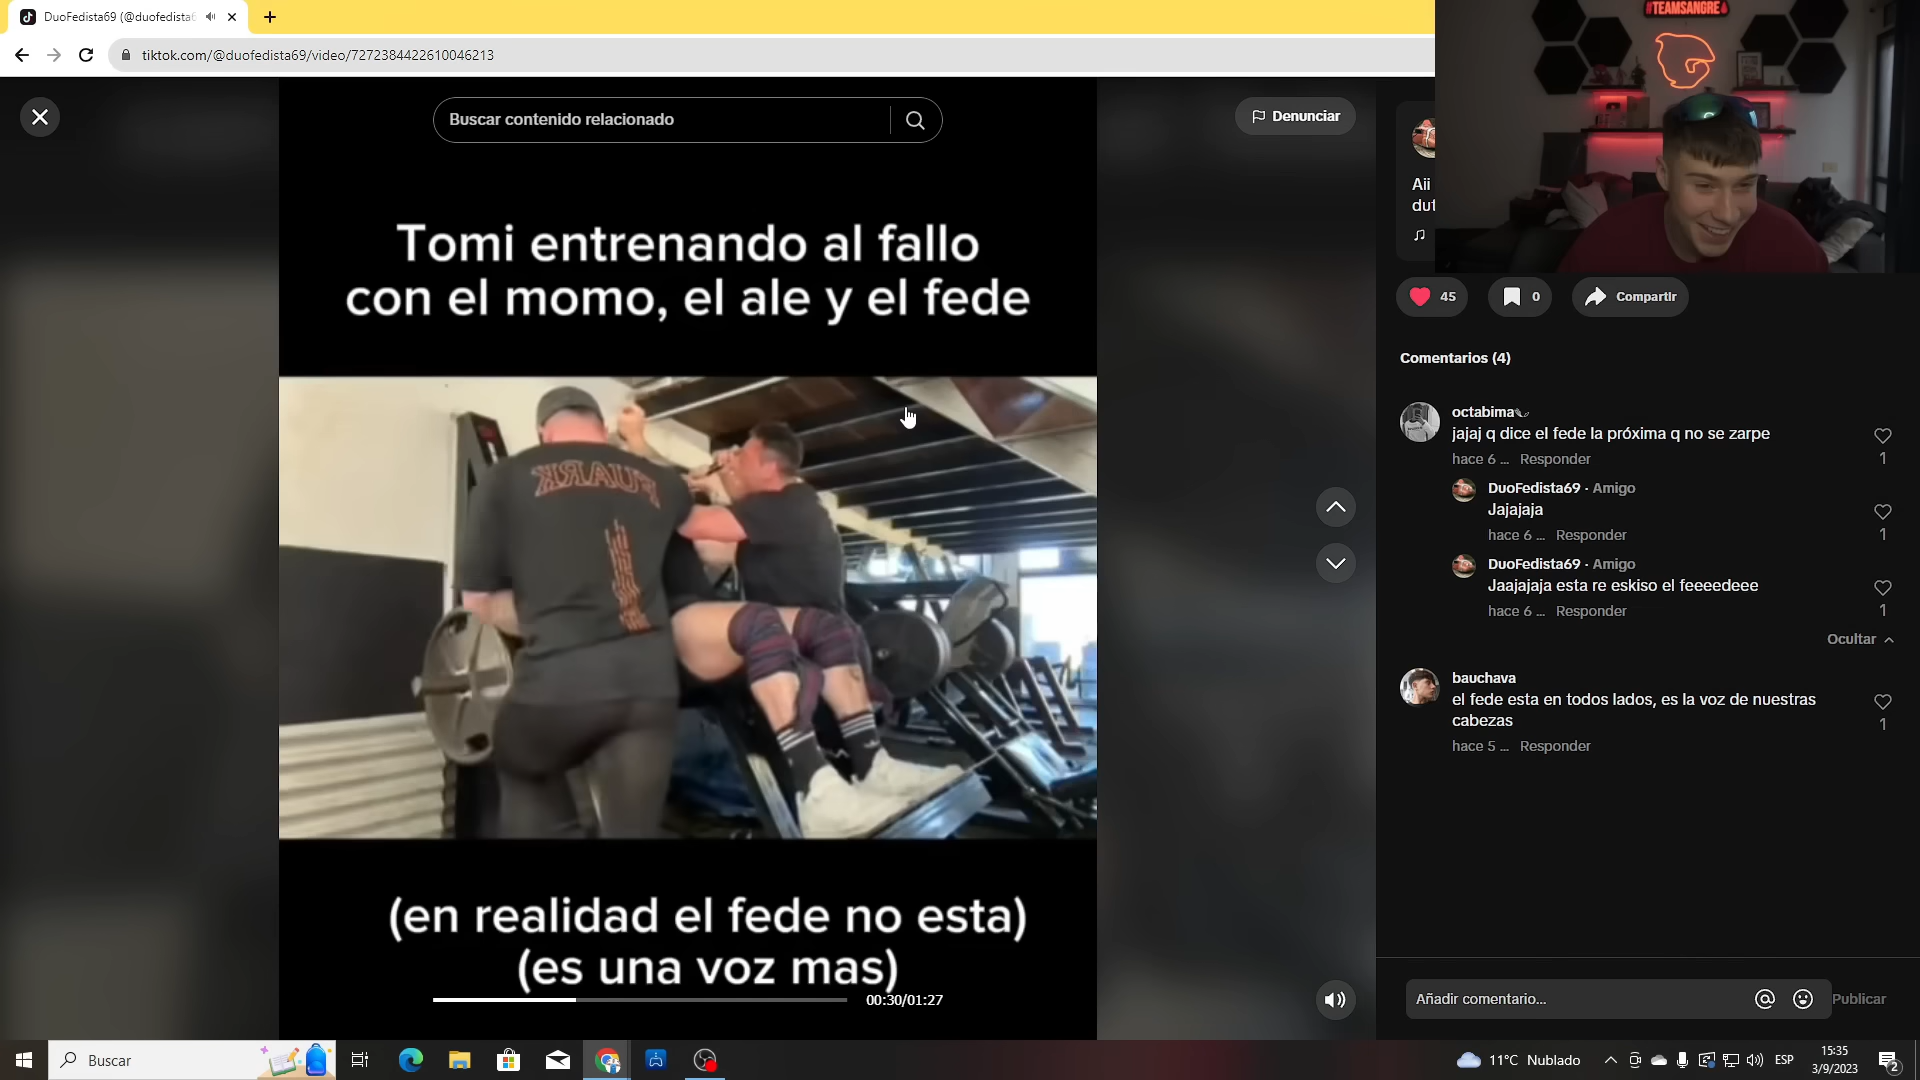 DuoFedista69 (@duofedista6
tiktok.com/@duofedista69/video/7272384422610046213
#TEAMSANGRE
Buscar contenido relacionado
Denunciar
Aii
dut
Tomi entrenando al fallo
con el momo, el ale y el fede
FUARK
45
0
Compartir
Comentarios (4)
octabima
jajaj q dice el fede la próxima q no se zarpe
hace 6 ... Responder
1
DuoFedista69 · Amigo
Jajajaja
hace 6 ... Responder
1
DuoFedista69 · Amigo
Jaajajaja esta re eskiso el feeeedeee
hace 6 ... Responder
1
Ocultar
bauchava
el fede esta en todos lados, es la voz de nuestras
cabezas
hace 5 ... Responder
1
(en realidad el fede no esta)
(es una voz mas)
00:30/01:27
Añadir comentario...
Publicar
Buscar
11°C Nublado
ESP
15:35
3/9/2023
2